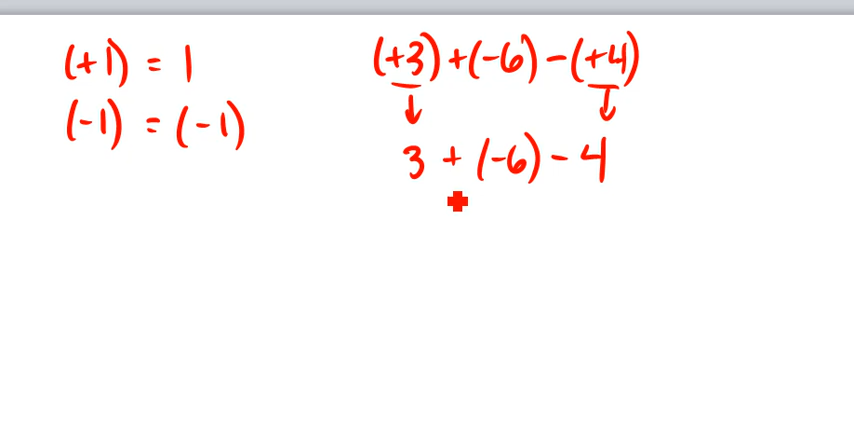 (+1) = 1
(-1) = (-1)
(+3)+(-6)-(+4)
3 + (-6) - 4